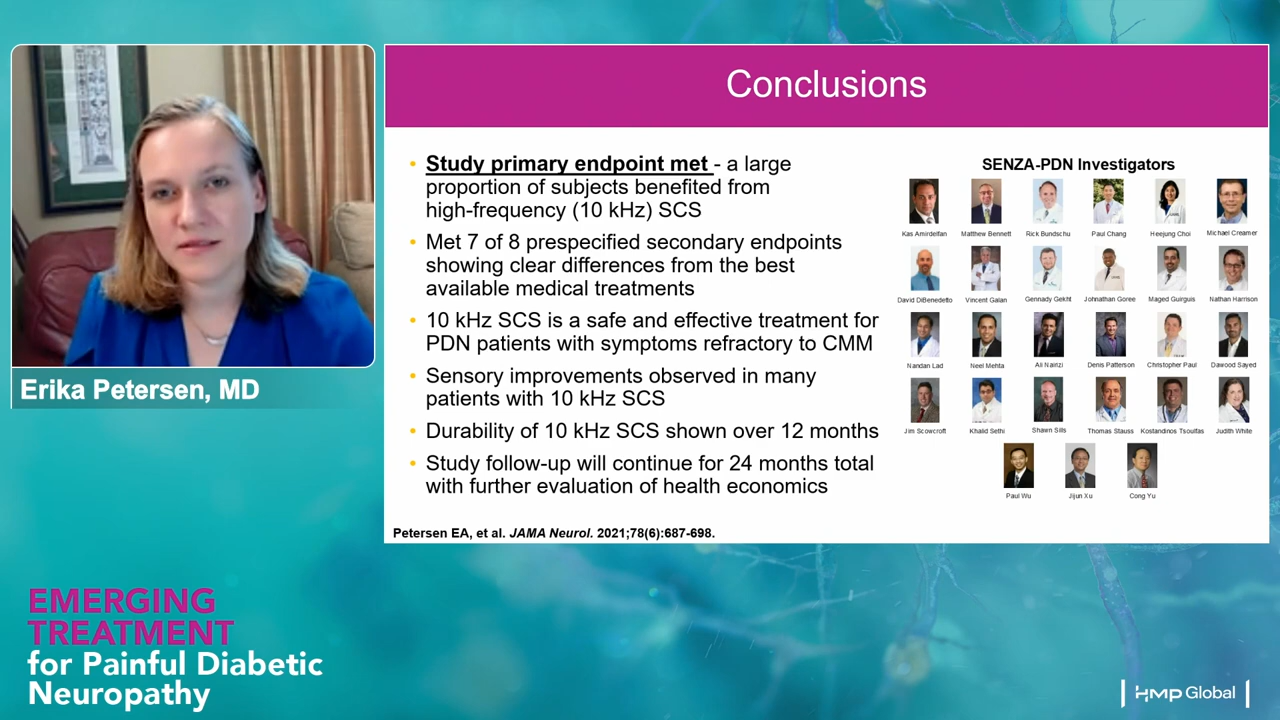 Conclusions
• Study primary endpoint met - a large
proportion of subjects benefited from
high-frequency (10 kHz) SCS
• Met 7 of 8 prespecified secondary endpoints
showing clear differences from the best
available medical treatments
• 10 kHz SCS is a safe and effective treatment for
PDN patients with symptoms refractory to CMM
• Sensory improvements observed in many
patients with 10 kHz SCS
• Durability of 10 kHz SCS shown over 12 months
• Study follow-up will continue for 24 months total
with further evaluation of health economics
SENZA-PDN Investigators
Kas Amirdelfan Matthew Bennett Rick Bundschu Paul Chang Heejung Choi Michael Creamer
David DiBenedetto Vincent Galan Gennady Gekht Johnathan Goree Maged Guirguis Nathan Harrison
Nandan Lad Neel Mehta Ali Nairizi Denis Patterson Christopher Paul Dawood Sayed
Jim Scowcroft Khalid Sethi Shawn Sills Thomas Stauss Kostandinos Tsoulfas Judith White
Paul Wu Jijun Xu Cong Yu
Petersen EA, et al. JAMA Neurol. 2021;78(6):687-698.
Erika Petersen, MD
EMERGING
TREATMENT
for Painful Diabetic
Neuropathy
HMP Global